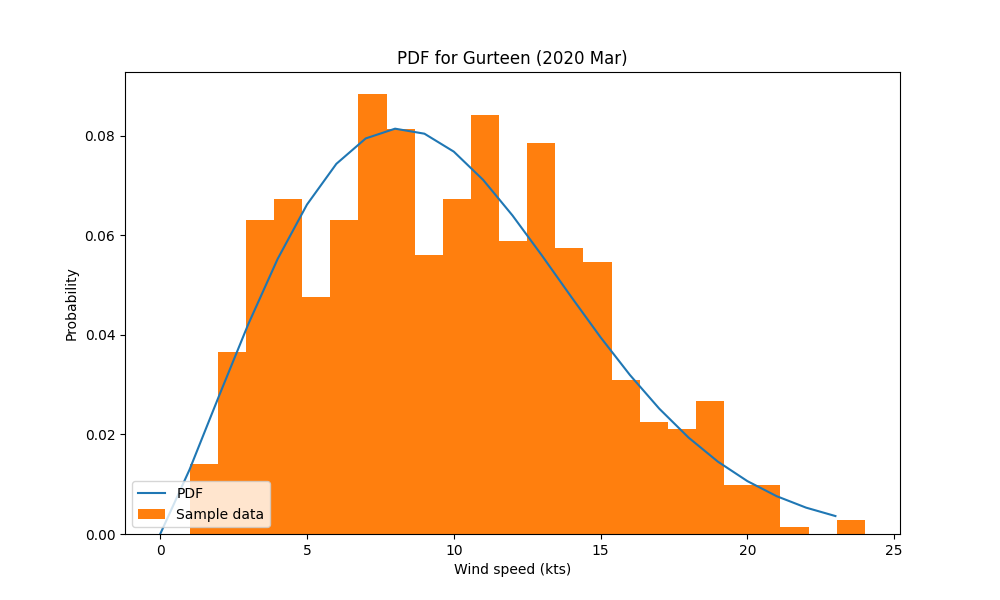 PDF for Gurteen (2020 Mar)
Probability
0.08
0.06
0.04
0.02
0.00
PDF
Sample data
0 5 10 15 20 25
Wind speed (kts)